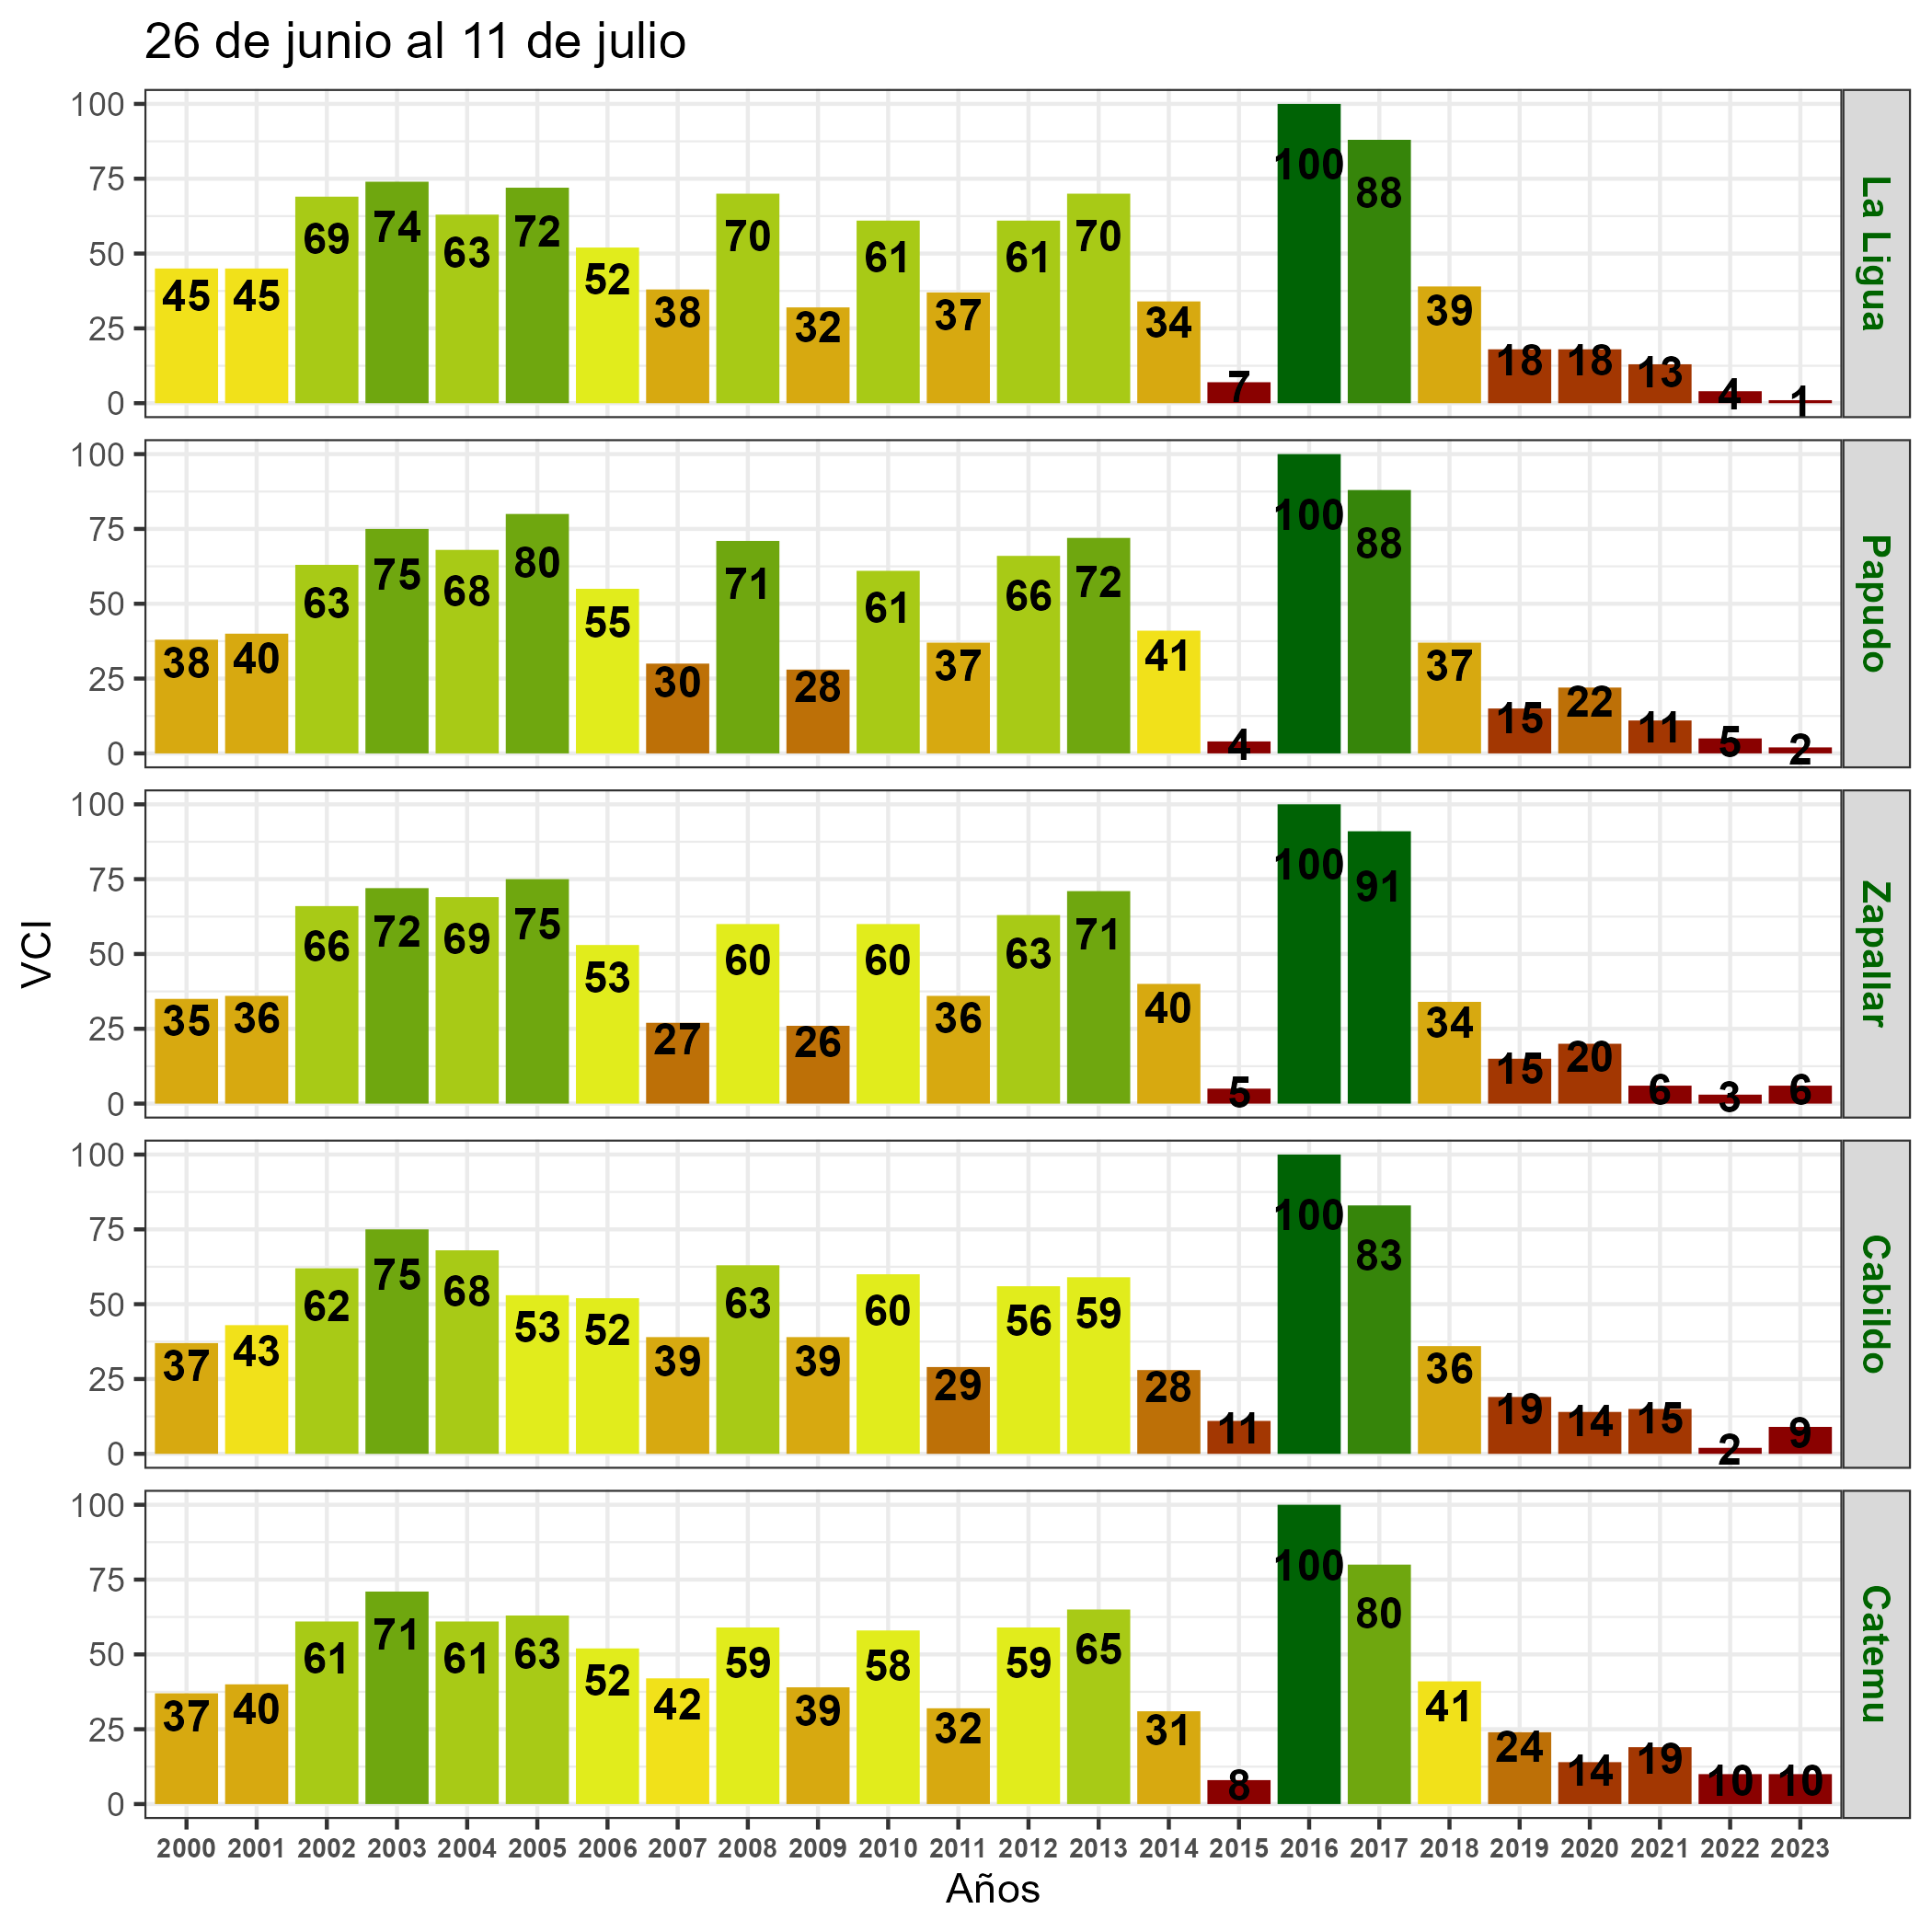 26 de junio al 11 de julio
VCI
100
75
50
25
0
45 45 69 74 63 72 52 38 70 32 61 37 61 70 34 7 100 88 39 18 18 13 4 1
La Ligua
100
75
50
25
0
38 40 63 75 68 80 55 30 71 28 61 37 66 72 41 4 100 88 37 15 22 11 5 2
Papudo
100
75
50
25
0
35 36 66 72 69 75 53 27 60 26 60 36 63 71 40 5 100 91 34 15 20 6 3 6
Zapallar
100
75
50
25
0
37 43 62 75 68 53 52 39 63 39 60 29 56 59 28 11 100 83 36 19 14 15 2 9
Cabildo
100
75
50
25
0
37 40 61 71 61 63 52 42 59 39 58 32 59 65 31 8 100 80 41 24 14 19 10 10
Catemu
2000 2001 2002 2003 2004 2005 2006 2007 2008 2009 2010 2011 2012 2013 2014 2015 2016 2017 2018 2019 2020 2021 2022 2023
Años